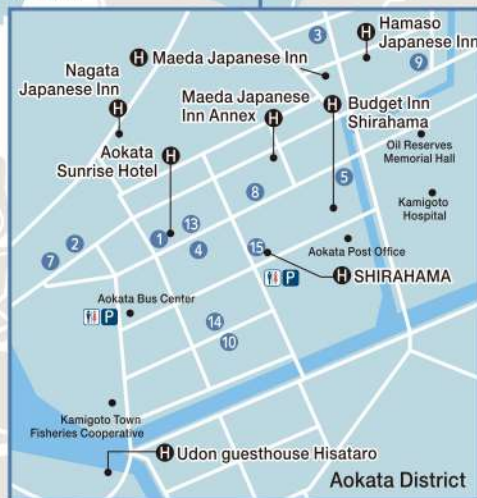 3
H Hamaso
Japanese Inn
H Maeda Japanese Inn
9
Nagata
Japanese Inn
H
Maeda Japanese
Inn Annex
H
H Budget Inn
Shirahama
Oil Reserves
Memorial Hall
Aokata
Sunrise Hotel
H
5
8
Kamigoto
Hospital
13
1
7
2
4
15
Aokata Post Office
P
H SHIRAHAMA
Aokata Bus Center
P
14
10
Kamigoto Town
Fisheries Cooperative
H Udon guesthouse Hisataro
Aokata District